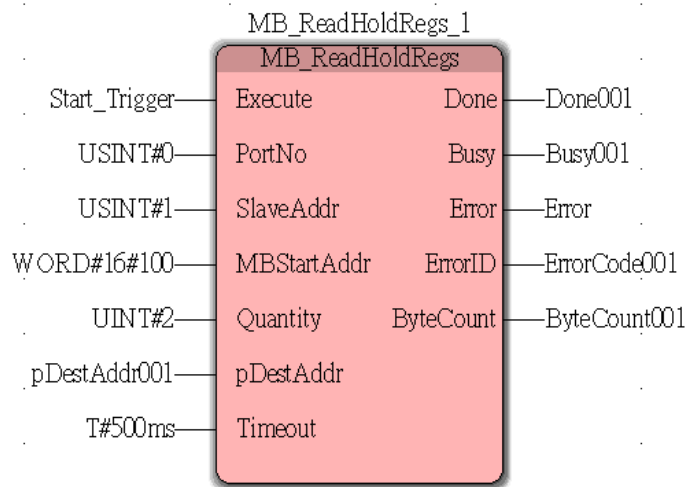 MB_ReadHoldRegs_1
MB_ReadHoldRegs
Start_Trigger Execute Done Done001
USINT#0 PortNo Busy Busy001
USINT#1 SlaveAddr Error Error
WORD#16#100 MBStartAddr ErrorID ErrorCode001
UINT#2 Quantity ByteCount ByteCount001
pDestAddr001 pDestAddr
T#500ms Timeout